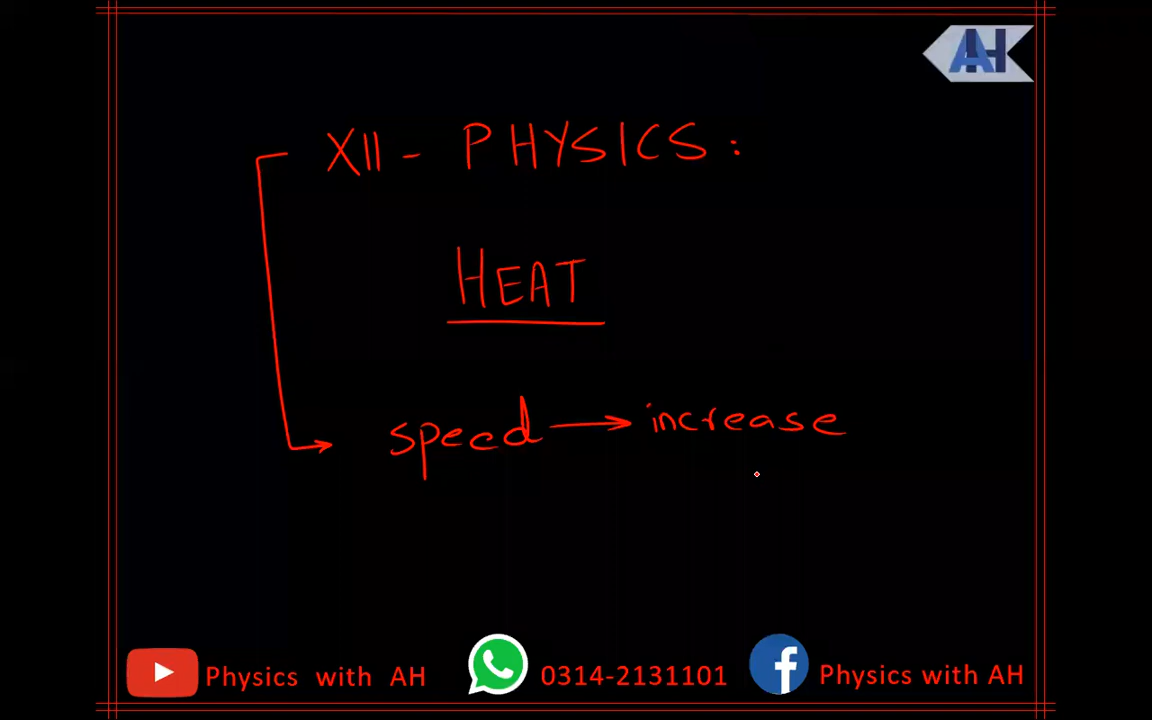 AH
XII - PHYSICS :
HEAT
speed → increase
Physics with AH
0314-2131101
Physics with AH